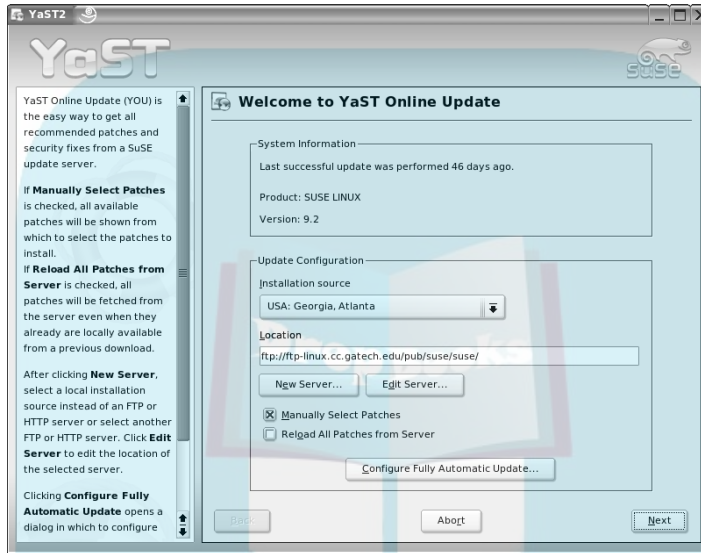 YaST2
YaST
SuSE
YaST Online Update (YOU) is
the easy way to get all
recommended patches and
security fixes from a SuSE
update server.
If Manually Select Patches
is checked, all available
patches will be shown from
which to select the patches to
install.
If Reload All Patches from
Server is checked, all
patches will be fetched from
the server even when they
already are locally available
from a previous download.
After clicking New Server,
select a local installation
source instead of an FTP or
HTTP server or select another
FTP or HTTP server. Click Edit
Server to edit the location of
the selected server.
Clicking Configure Fully
Automatic Update opens a
dialog in which to configure
Welcome to YaST Online Update
System Information
Last successful update was performed 46 days ago.
Product: SUSE LINUX
Version: 9.2
Update Configuration
Installation source
USA: Georgia, Atlanta
Location
ftp://ftp-linux.cc.gatech.edu/pub/suse/suse/
New Server... Edit Server...
Manually Select Patches
Reload All Patches from Server
Configure Fully Automatic Update...
Back Abort Next